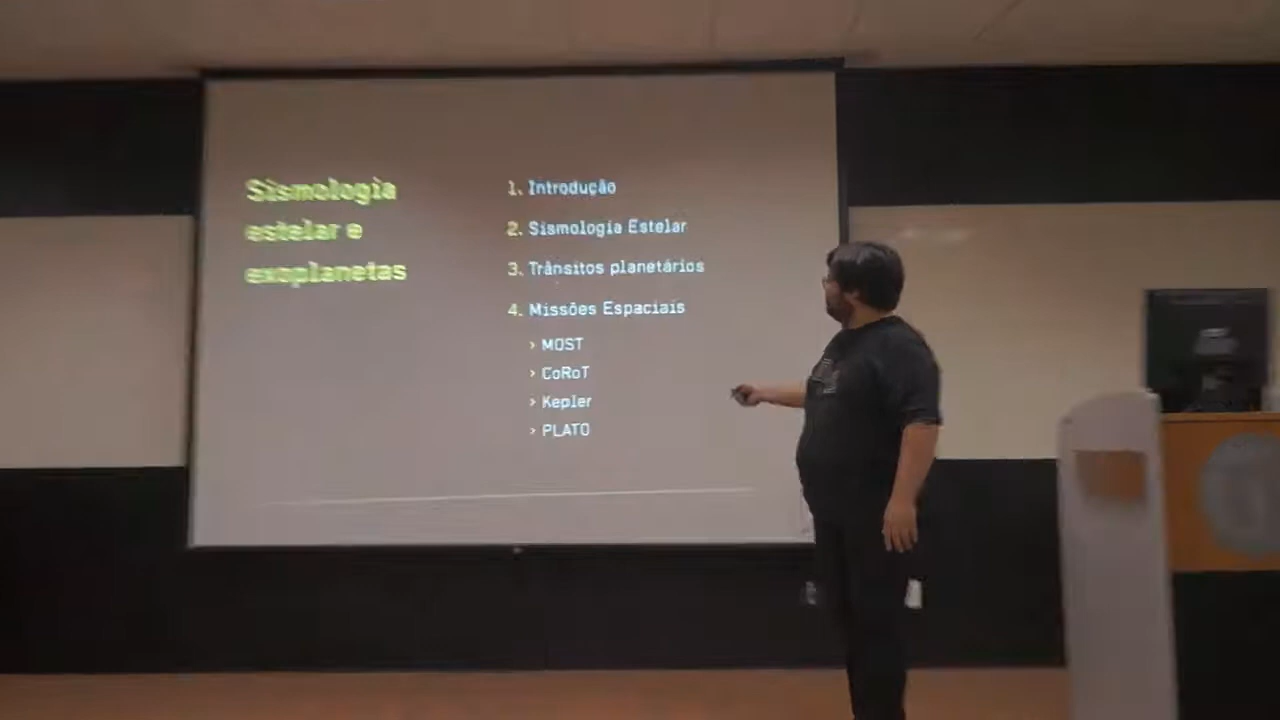 Sismologia
estelar e
exoplanetas
1. Introdução
2. Sismologia Estelar
3. Trânsitos planetários
4. Missões Espaciais
> MOST
> CoRoT
> Kepler
> PLATO